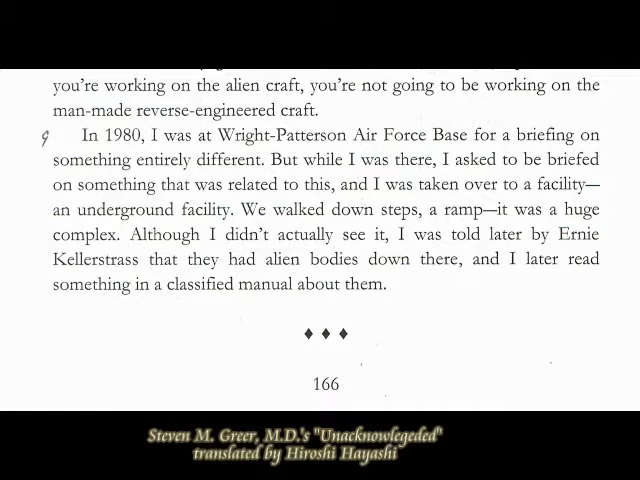 you're working on the alien craft, you're not going to be working on the
man-made reverse-engineered craft.
9 In 1980, I was at Wright-Patterson Air Force Base for a briefing on
something entirely different. But while I was there, I asked to be briefed
on something that was related to this, and I was taken over to a facility—
an underground facility. We walked down steps, a ramp—it was a huge
complex. Although I didn't actually see it, I was told later by Ernie
Kellerstrass that they had alien bodies down there, and I later read
something in a classified manual about them.
♦ ♦ ♦
166
Steven M. Greer, M.D.'s "Unacknowlegeded"
translated by Hiroshi Hayashi